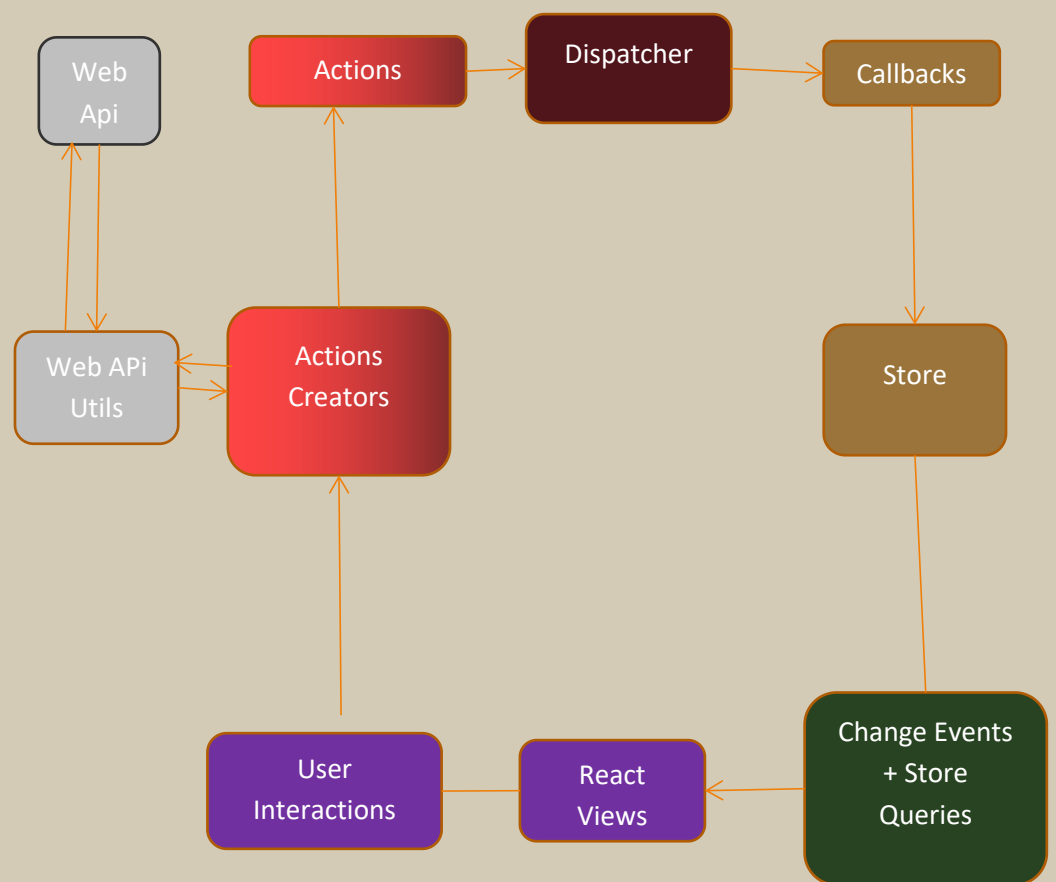 Web
Api
Actions
Dispatcher
Callbacks
Web APi
Utils
Actions
Creators
Store
User
Interactions
React
Views
Change Events
+ Store
Queries